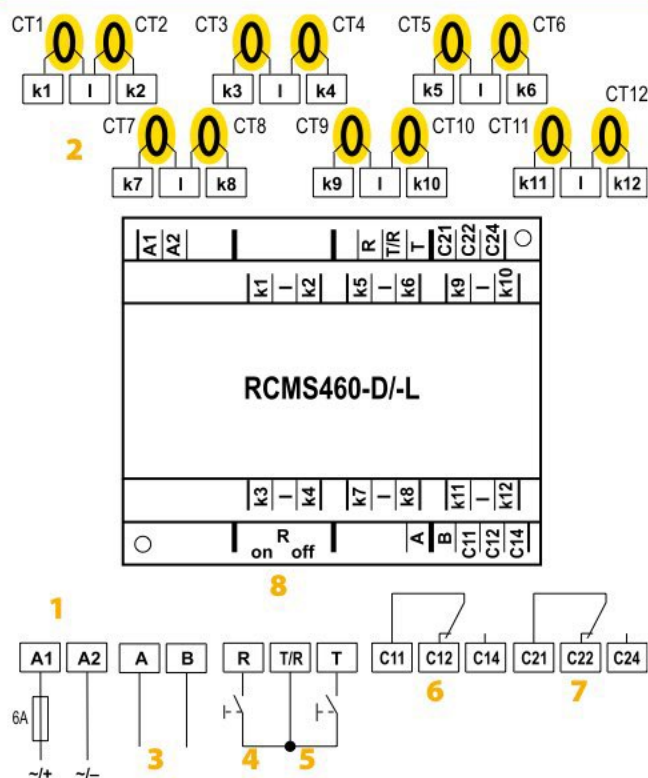 CT1 CT2 CT3 CT4 CT5 CT6
k1 I k2 k3 I k4 k5 I k6
CT12
2 CT7 CT8 CT9 CT10 CT11
k7 I k8 k9 I k10 k11 I k12
A1 A2 R T/R T C21 C22 C24
k1 I k2 k5 I k6 k9 I k10
RCMS460-D/-L
k3 I k4 k7 I k8 k11 I k12
R A B C11 C12 C14
on off
8
1
A1 A2 A B R T/R T C11 C12 C14 C21 C22 C24
6 7
6A
3 4 5
~/+ ~/–